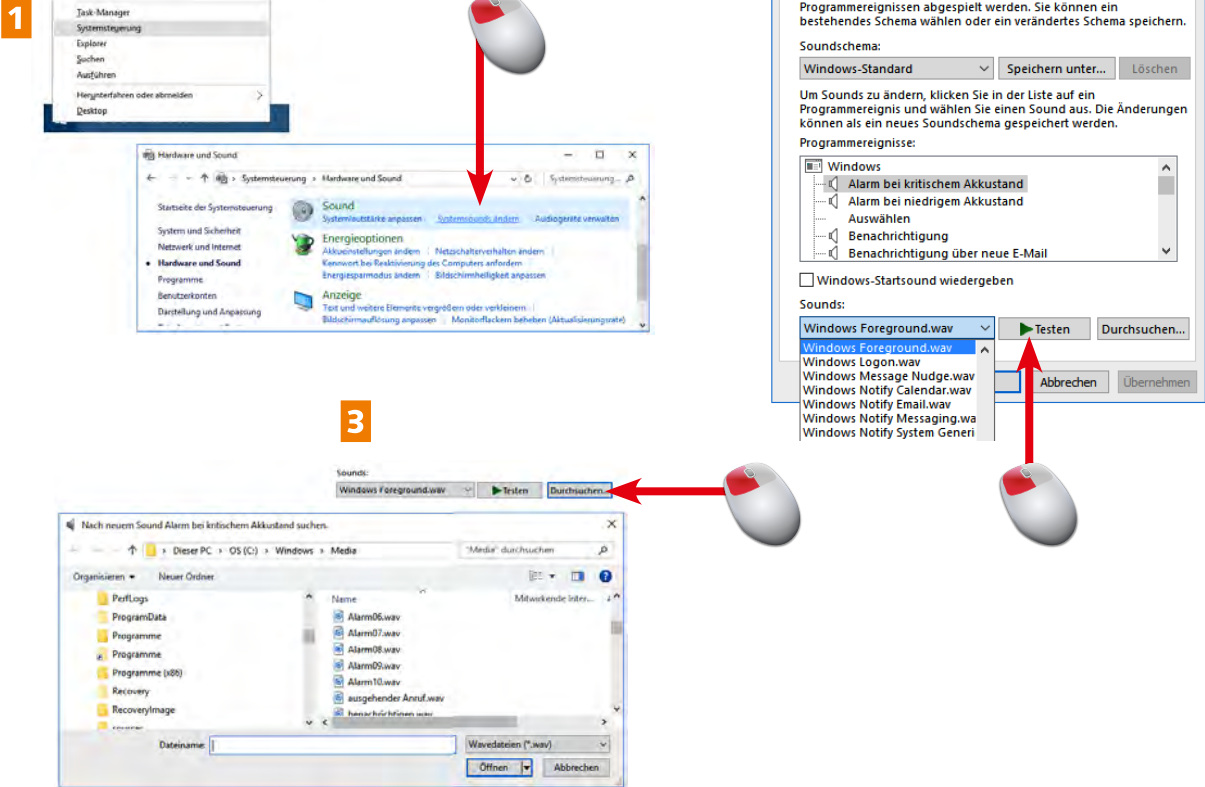 1
Task-Manager
Systemsteuerung
Explorer
Suchen
Ausführen
Herunterfahren oder abmelden
Desktop
Hardware und Sound
Systemsteuerung › Hardware und Sound
Systemsteuerung...
Startseite der Systemsteuerung
System und Sicherheit
Netzwerk und Internet
Hardware und Sound
Programme
Benutzerkonten
Darstellung und Anpassung
Sound
Systemlautstärke anpassen Systemsounds ändern Audiogeräte verwalten
Energieoptionen
Akkueinstellungen ändern Netzschalterverhalten ändern
Kennwort bei Reaktivierung des Computers anfordern
Energiesparmodus ändern Bildschirmhelligkeit anpassen
Anzeige
Text und weitere Elemente vergrößern oder verkleinern
Bildschirmauflösung anpassen Monitorflackern beheben (Aktualisierungsrate)
Programmereignissen abgespielt werden. Sie können ein
bestehendes Schema wählen oder ein verändertes Schema speichern.
Soundschema:
Windows-Standard Speichern unter... Löschen
Um Sounds zu ändern, klicken Sie in der Liste auf ein
Programmereignis und wählen Sie einen Sound aus. Die Änderungen
können als ein neues Soundschema gespeichert werden.
Programmereignisse:
Windows
Alarm bei kritischem Akkustand
Alarm bei niedrigem Akkustand
Auswählen
Benachrichtigung
Benachrichtigung über neue E-Mail
Windows-Startsound wiedergeben
Sounds:
Windows Foreground.wav Testen Durchsuchen...
Windows Foreground.wav
Windows Logon.wav
Windows Message Nudge.wav
Windows Notify Calendar.wav
Windows Notify Email.wav
Windows Notify Messaging.wa
Windows Notify System Generi
Abbrechen Übernehmen
3
Sounds:
Windows Foreground.wav Testen Durchsuchen...
Nach neuem Sound Alarm bei kritischem Akkustand suchen.
Dieser PC › OS (C:) › Windows › Media
"Media" durchsuchen
Organisieren Neuer Ordner
PerfLogs
ProgramData
Programme
Programme
Programme (x86)
Recovery
RecoveryImage
Name Mitwirkende Inter...
Alarm06.wav
Alarm07.wav
Alarm08.wav
Alarm09.wav
Alarm10.wav
ausgehender Anruf.wav
benachrichtigen.wav
Dateiname: Wavedateien (*.wav)
Öffnen Abbrechen